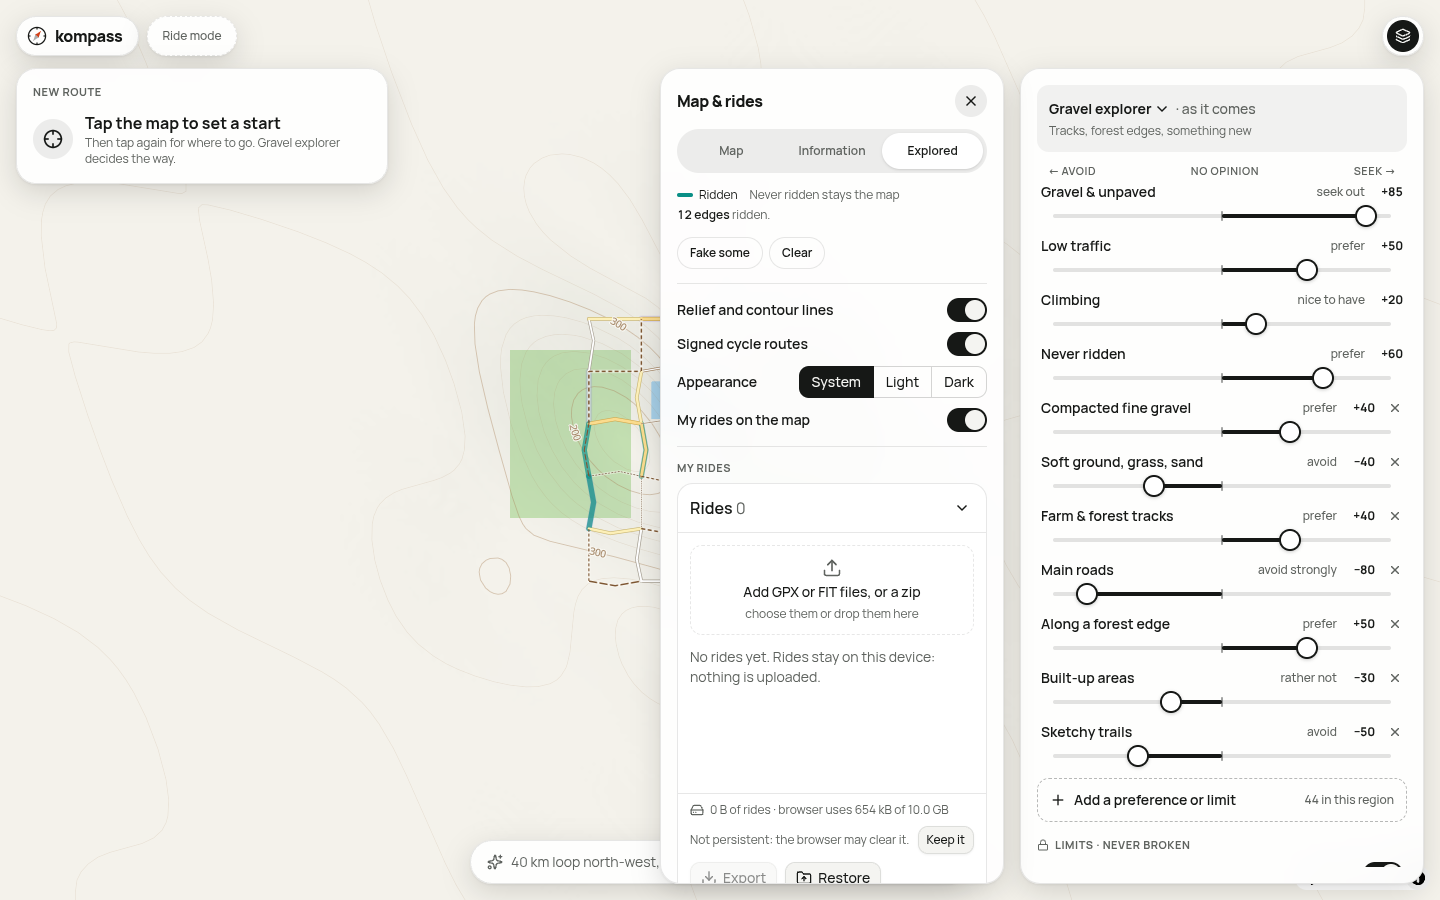 kompass
Ride mode
NEW ROUTE
Tap the map to set a start
Then tap again for where to go. Gravel explorer
decides the way.
300
200
300
40 km loop north-west,
Map & rides
Map
Information
Explored
Ridden
Never ridden stays the map
12 edges ridden.
Fake some
Clear
Relief and contour lines
Signed cycle routes
Appearance
System
Light
Dark
My rides on the map
MY RIDES
Rides 0
Add GPX or FIT files, or a zip
choose them or drop them here
No rides yet. Rides stay on this device:
nothing is uploaded.
0 B of rides · browser uses 654 kB of 10.0 GB
Not persistent: the browser may clear it.
Keep it
Export
Restore
Gravel explorer · as it comes
Tracks, forest edges, something new
← AVOID
NO OPINION
SEEK →
Gravel & unpaved seek out +85
Low traffic prefer +50
Climbing nice to have +20
Never ridden prefer +60
Compacted fine gravel prefer +40
Soft ground, grass, sand avoid −40
Farm & forest tracks prefer +40
Main roads avoid strongly −80
Along a forest edge prefer +50
Built-up areas rather not −30
Sketchy trails avoid −50
Add a preference or limit 44 in this region
LIMITS · NEVER BROKEN